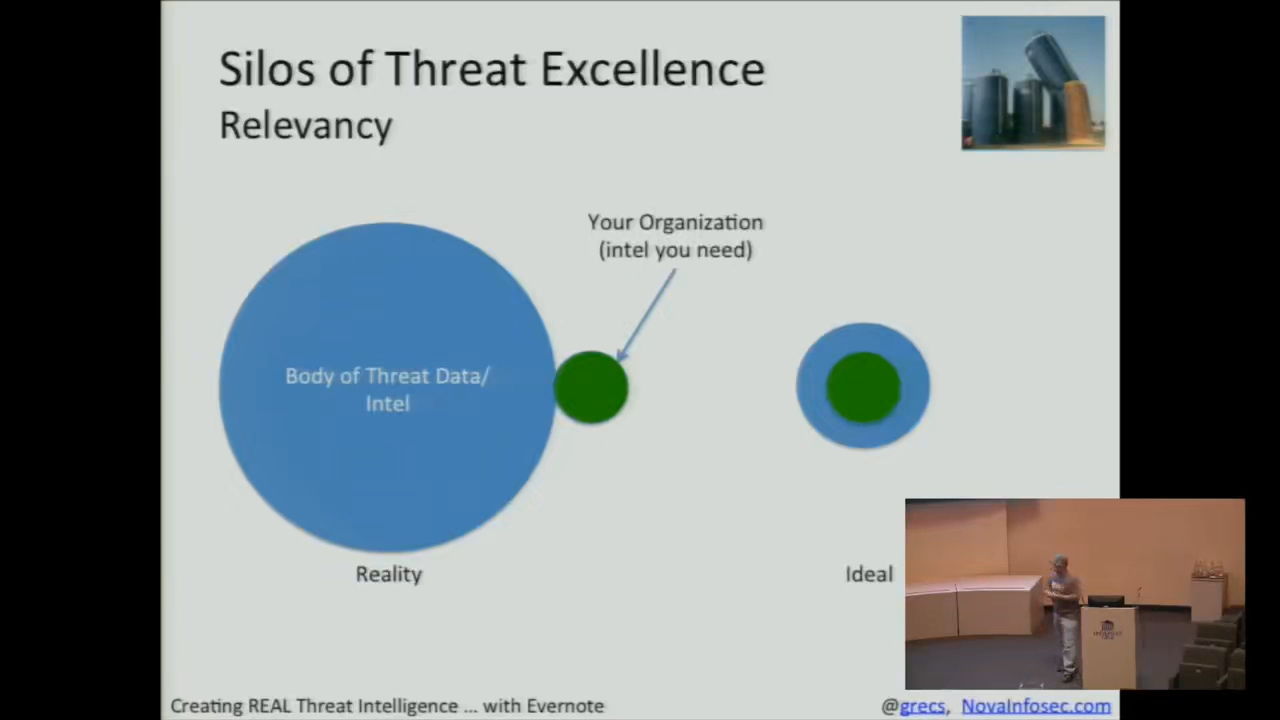 Silos of Threat Excellence
Relevancy
Your Organization
(intel you need)
Body of Threat Data/
Intel
Reality
Ideal
Creating REAL Threat Intelligence ... with Evernote
@grecs, NovaInfosec.com